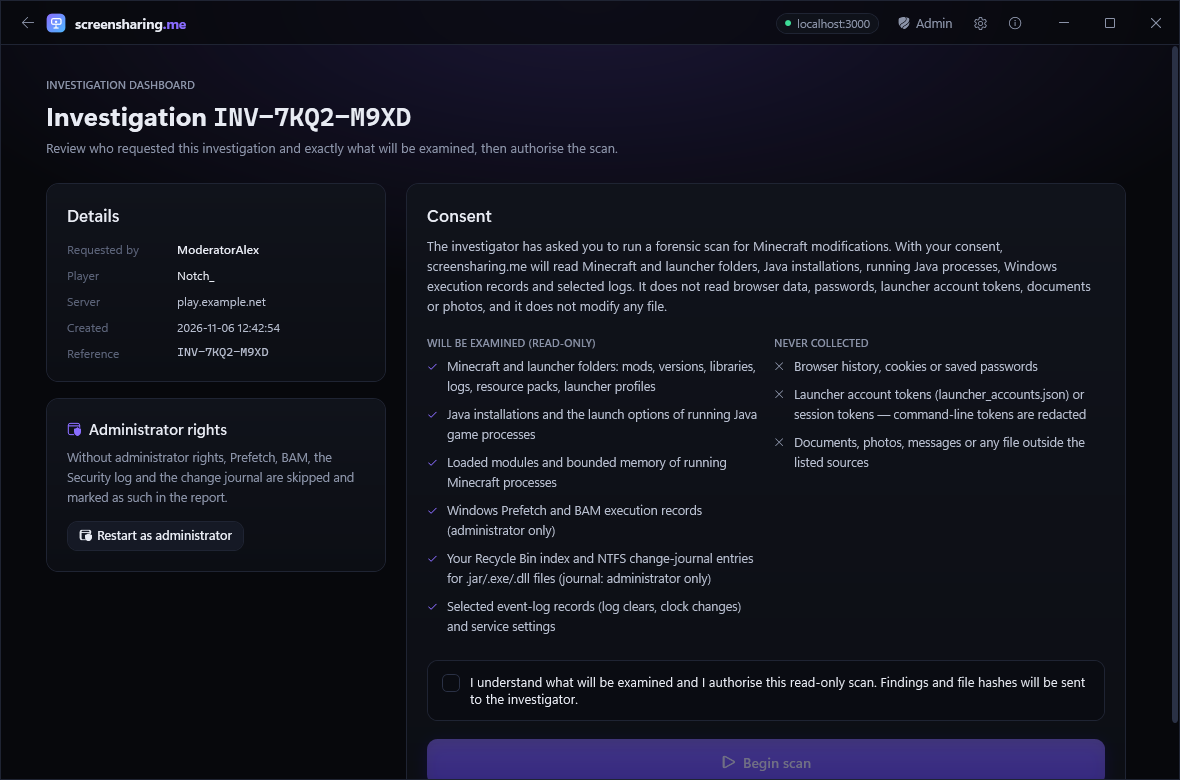 screensharing.me
localhost:3000
Admin
INVESTIGATION DASHBOARD
Investigation INV-7KQ2-M9XD
Review who requested this investigation and exactly what will be examined, then authorise the scan.
Details
Requested by ModeratorAlex
Player Notch_
Server play.example.net
Created 2026-11-06 12:42:54
Reference INV-7KQ2-M9XD
Administrator rights
Without administrator rights, Prefetch, BAM, the
Security log and the change journal are skipped and
marked as such in the report.
Restart as administrator
Consent
The investigator has asked you to run a forensic scan for Minecraft modifications. With your consent,
screensharing.me will read Minecraft and launcher folders, Java installations, running Java processes, Windows
execution records and selected logs. It does not read browser data, passwords, launcher account tokens, documents
or photos, and it does not modify any file.
WILL BE EXAMINED (READ-ONLY)
Minecraft and launcher folders: mods, versions, libraries,
logs, resource packs, launcher profiles
Java installations and the launch options of running Java
game processes
Loaded modules and bounded memory of running
Minecraft processes
Windows Prefetch and BAM execution records
(administrator only)
Your Recycle Bin index and NTFS change-journal entries
for .jar/.exe/.dll files (journal: administrator only)
Selected event-log records (log clears, clock changes)
and service settings
NEVER COLLECTED
Browser history, cookies or saved passwords
Launcher account tokens (launcher_accounts.json) or
session tokens — command-line tokens are redacted
Documents, photos, messages or any file outside the
listed sources
I understand what will be examined and I authorise this read-only scan. Findings and file hashes will be sent
to the investigator.
Begin scan